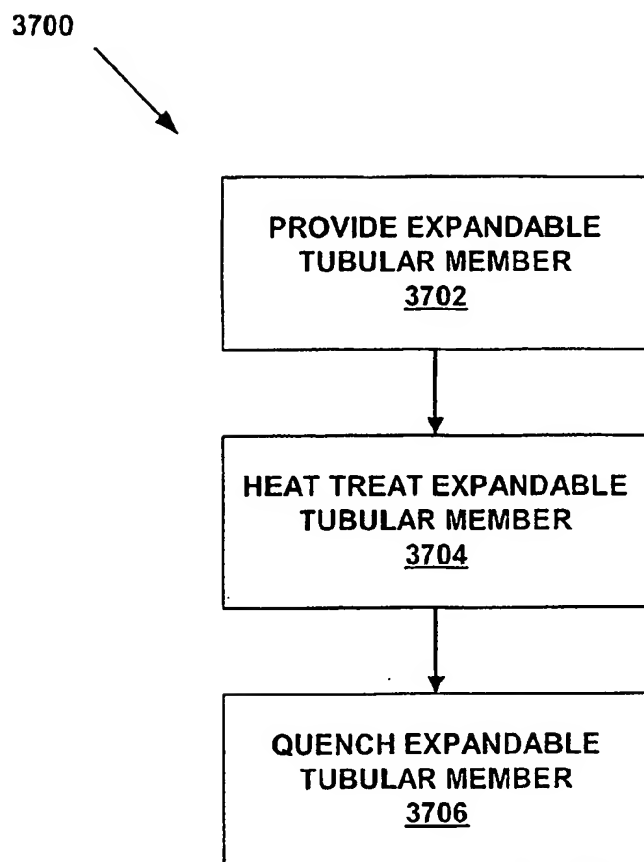 3700
PROVIDE EXPANDABLE
TUBULAR MEMBER
3702
HEAT TREAT EXPANDABLE
TUBULAR MEMBER
3704
QUENCH EXPANDABLE
TUBULAR MEMBER
3706